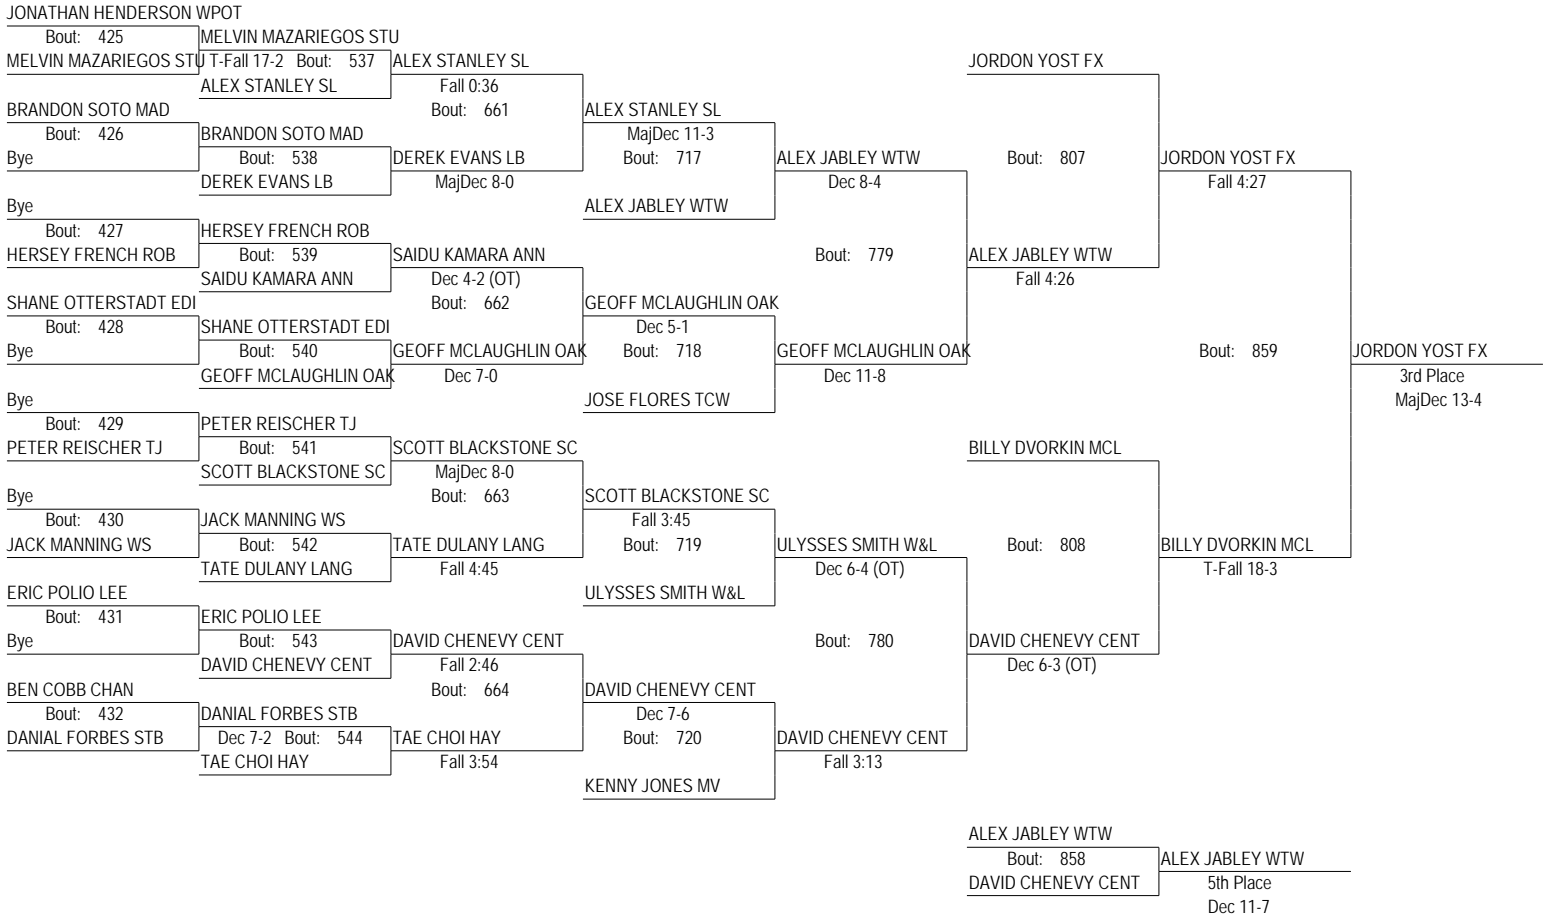 JONATHAN HENDERSON WPOT
Bout: 425 MELVIN MAZARIEGOS STU
MELVIN MAZARIEGOS STU T-Fall 17-2 Bout: 537 ALEX STANLEY SL JORDON YOST FX
ALEX STANLEY SL Fall 0:36
BRANDON SOTO MAD Bout: 661 ALEX STANLEY SL
Bout: 426 BRANDON SOTO MAD MajDec 11-3
Bye Bout: 538 DEREK EVANS LB Bout: 717 ALEX JABLEY WTW Bout: 807 JORDON YOST FX
DEREK EVANS LB MajDec 8-0 Dec 8-4 Fall 4:27
Bye ALEX JABLEY WTW
Bout: 427 HERSEY FRENCH ROB
HERSEY FRENCH ROB Bout: 539 SAIDU KAMARA ANN Bout: 779 ALEX JABLEY WTW
SAIDU KAMARA ANN Dec 4-2 (OT) Fall 4:26
SHANE OTTERSTADT EDI Bout: 662 GEOFF MCLAUGHLIN OAK
Bout: 428 SHANE OTTERSTADT EDI Dec 5-1
Bye Bout: 540 GEOFF MCLAUGHLIN OAK Bout: 718 GEOFF MCLAUGHLIN OAK Bout: 859 JORDON YOST FX
GEOFF MCLAUGHLIN OAK Dec 7-0 Dec 11-8 3rd Place
Bye JOSE FLORES TCW MajDec 13-4
Bout: 429 PETER REISCHER TJ
PETER REISCHER TJ Bout: 541 SCOTT BLACKSTONE SC BILLY DVORKIN MCL
SCOTT BLACKSTONE SC MajDec 8-0
Bye Bout: 663 SCOTT BLACKSTONE SC
Bout: 430 JACK MANNING WS Fall 3:45
JACK MANNING WS Bout: 542 TATE DULANY LANG Bout: 719 ULYSSES SMITH W&L Bout: 808 BILLY DVORKIN MCL
TATE DULANY LANG Fall 4:45 Dec 6-4 (OT) T-Fall 18-3
ERIC POLIO LEE ULYSSES SMITH W&L
Bout: 431 ERIC POLIO LEE
Bye Bout: 543 DAVID CHENEVY CENT Bout: 780 DAVID CHENEVY CENT
DAVID CHENEVY CENT Fall 2:46 Dec 6-3 (OT)
BEN COBB CHAN Bout: 664 DAVID CHENEVY CENT
Bout: 432 DANIAL FORBES STB Dec 7-6
DANIAL FORBES STB Dec 7-2 Bout: 544 TAE CHOI HAY Bout: 720 DAVID CHENEVY CENT
TAE CHOI HAY Fall 3:54 Fall 3:13
KENNY JONES MV
ALEX JABLEY WTW
Bout: 858 ALEX JABLEY WTW
DAVID CHENEVY CENT 5th Place
Dec 11-7